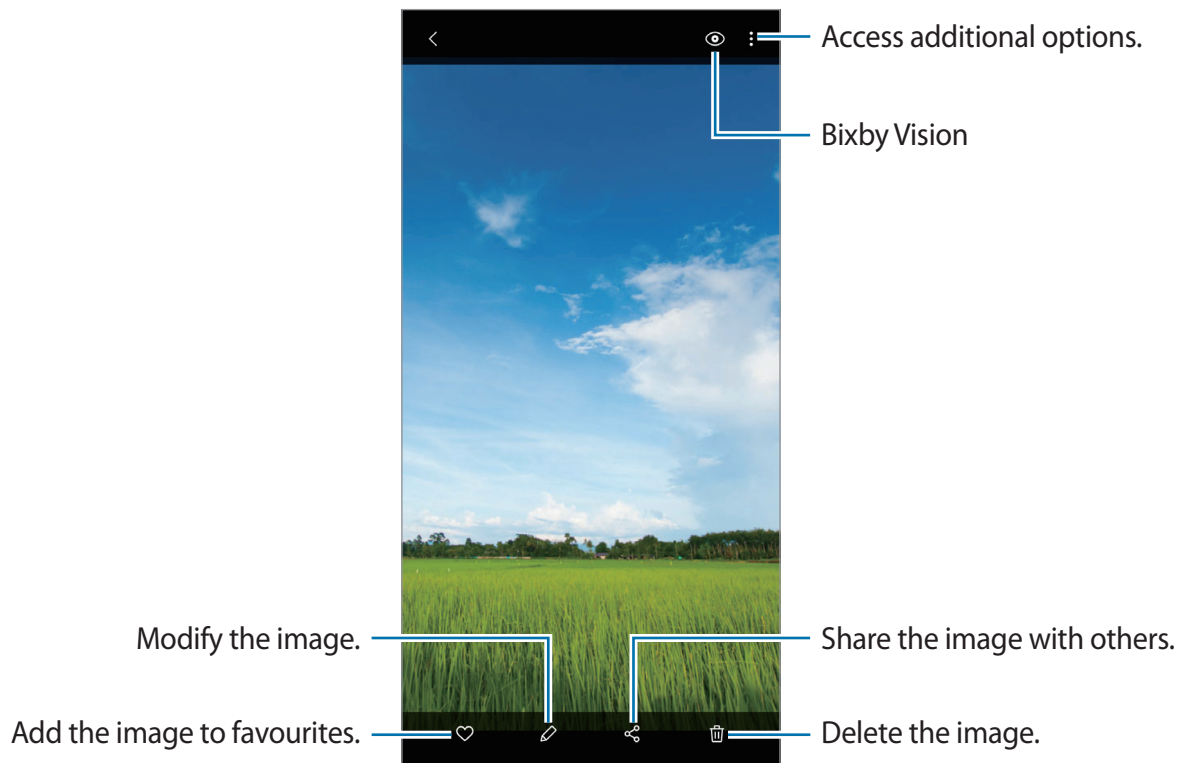 Access additional options.
Bixby Vision
Modify the image.
Share the image with others.
Add the image to favourites.
Delete the image.